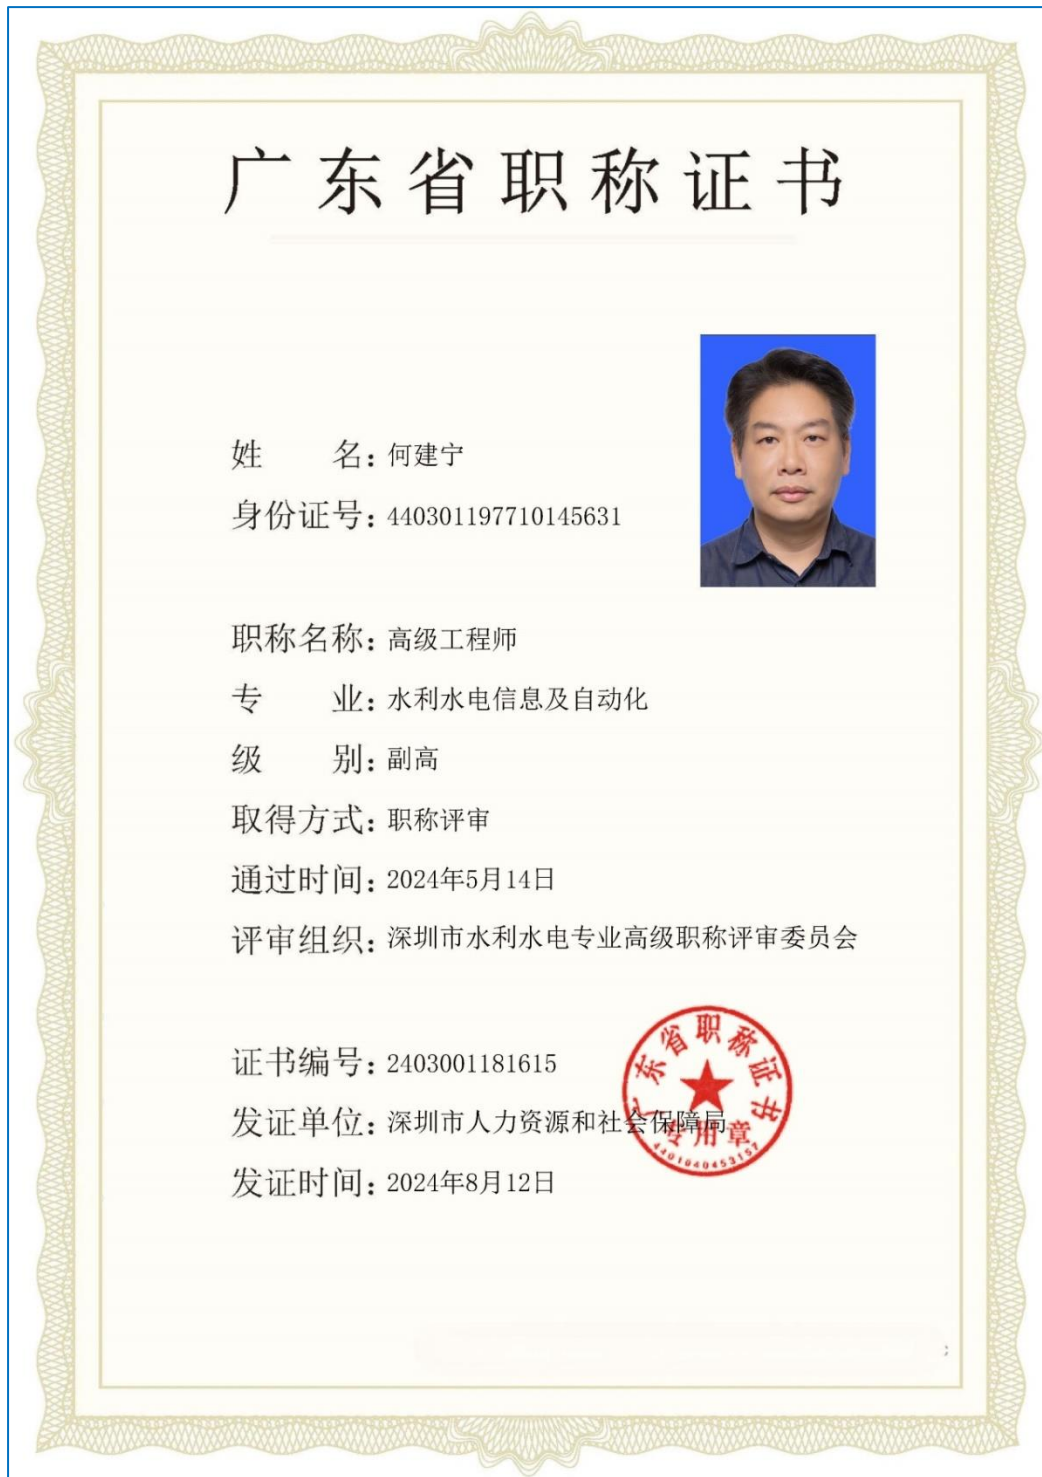 广东省职称证书
姓 名：何建宁
身份证号：440301197710145631
职称名称：高级工程师
专 业：水利水电信息及自动化
级 别：副高
取得方式：职称评审
通过时间：2024年5月14日
评审组织：深圳市水利水电专业高级职称评审委员会
证书编号：2403001181615
发证单位：深圳市人力资源和社会保障局
发证时间：2024年8月12日
广东省职称证书
专用章
4401040453157